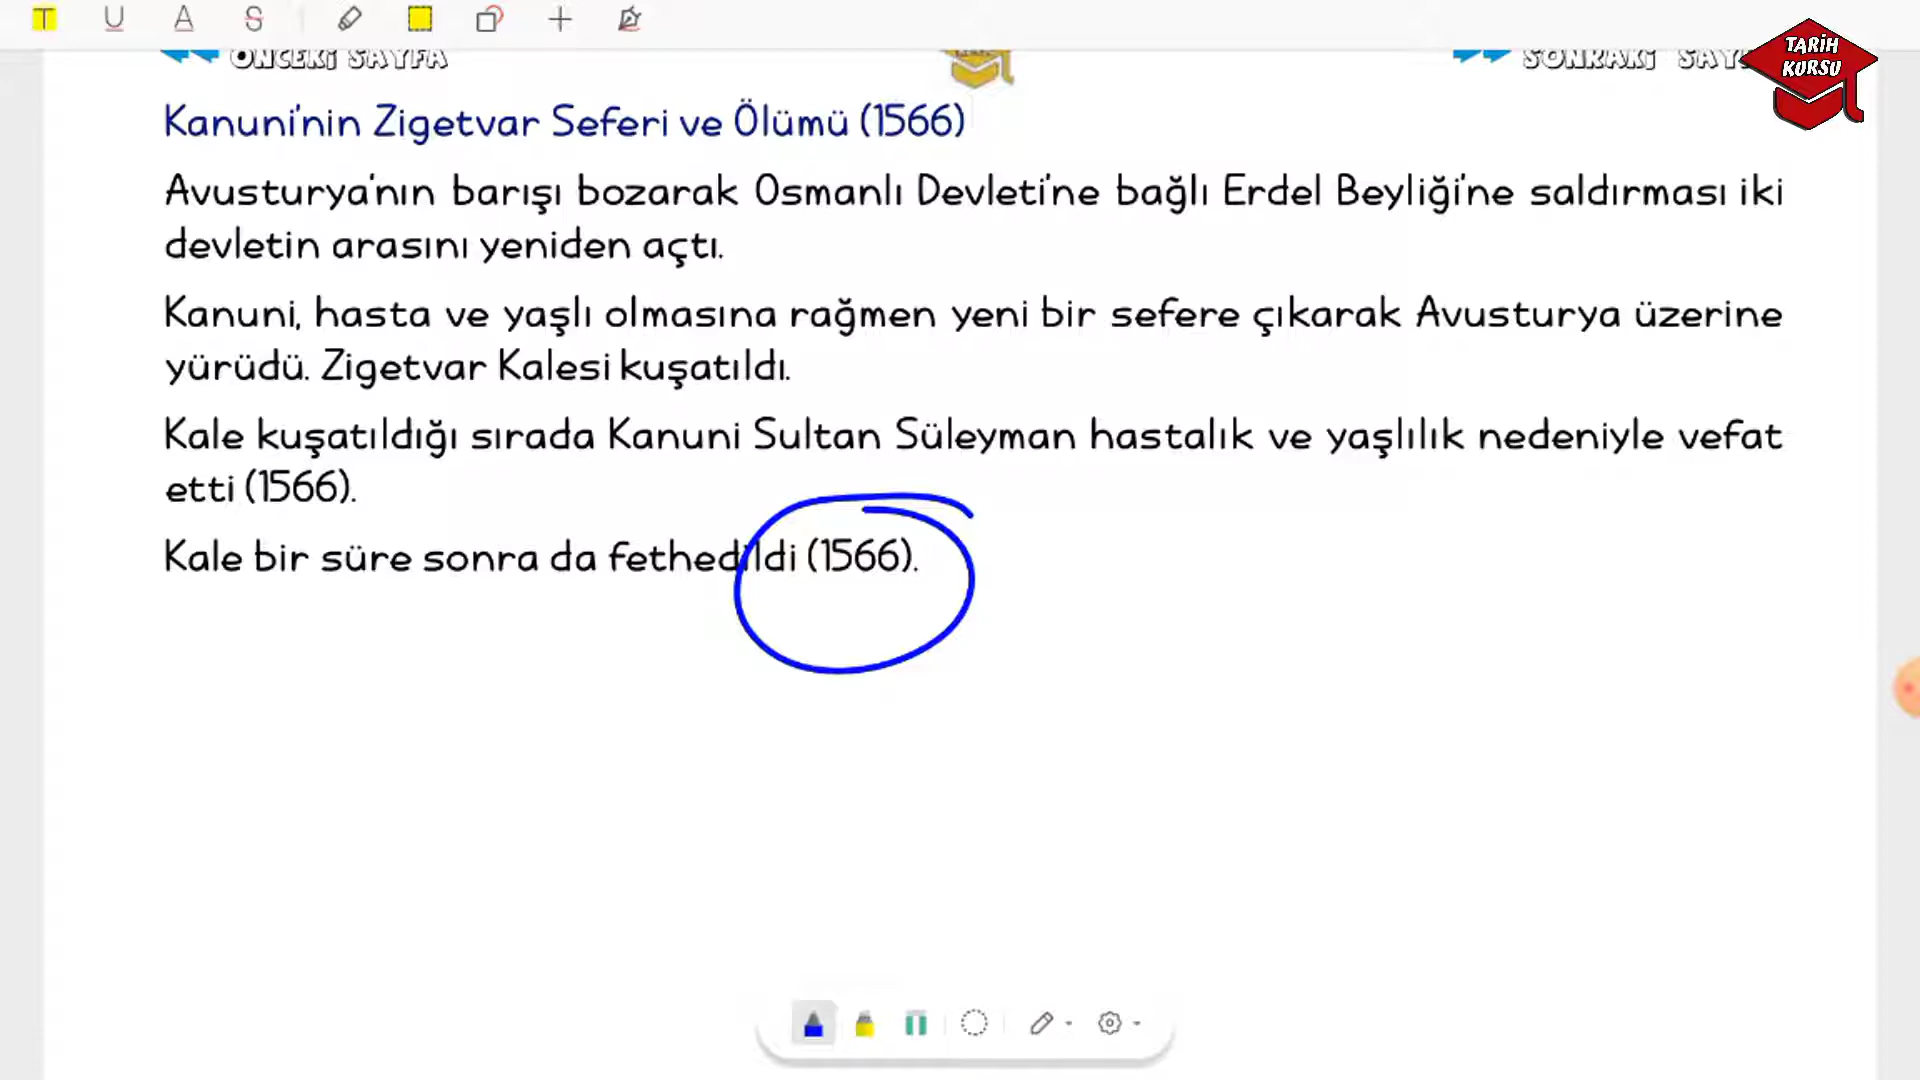 ÖNCEKİ SAYFA
SONRAKİ
TARİH
KURSU
Kanuni'nin Zigetvar Seferi ve Ölümü (1566)
Avusturya'nın barışı bozarak Osmanlı Devleti'ne bağlı Erdel Beyliği'ne saldırması iki
devletin arasını yeniden açtı.
Kanuni, hasta ve yaşlı olmasına rağmen yeni bir sefere çıkarak Avusturya üzerine
yürüdü. Zigetvar Kalesi kuşatıldı.
Kale kuşatıldığı sırada Kanuni Sultan Süleyman hastalık ve yaşlılık nedeniyle vefat
etti (1566).
Kale bir süre sonra da fethedildi (1566).